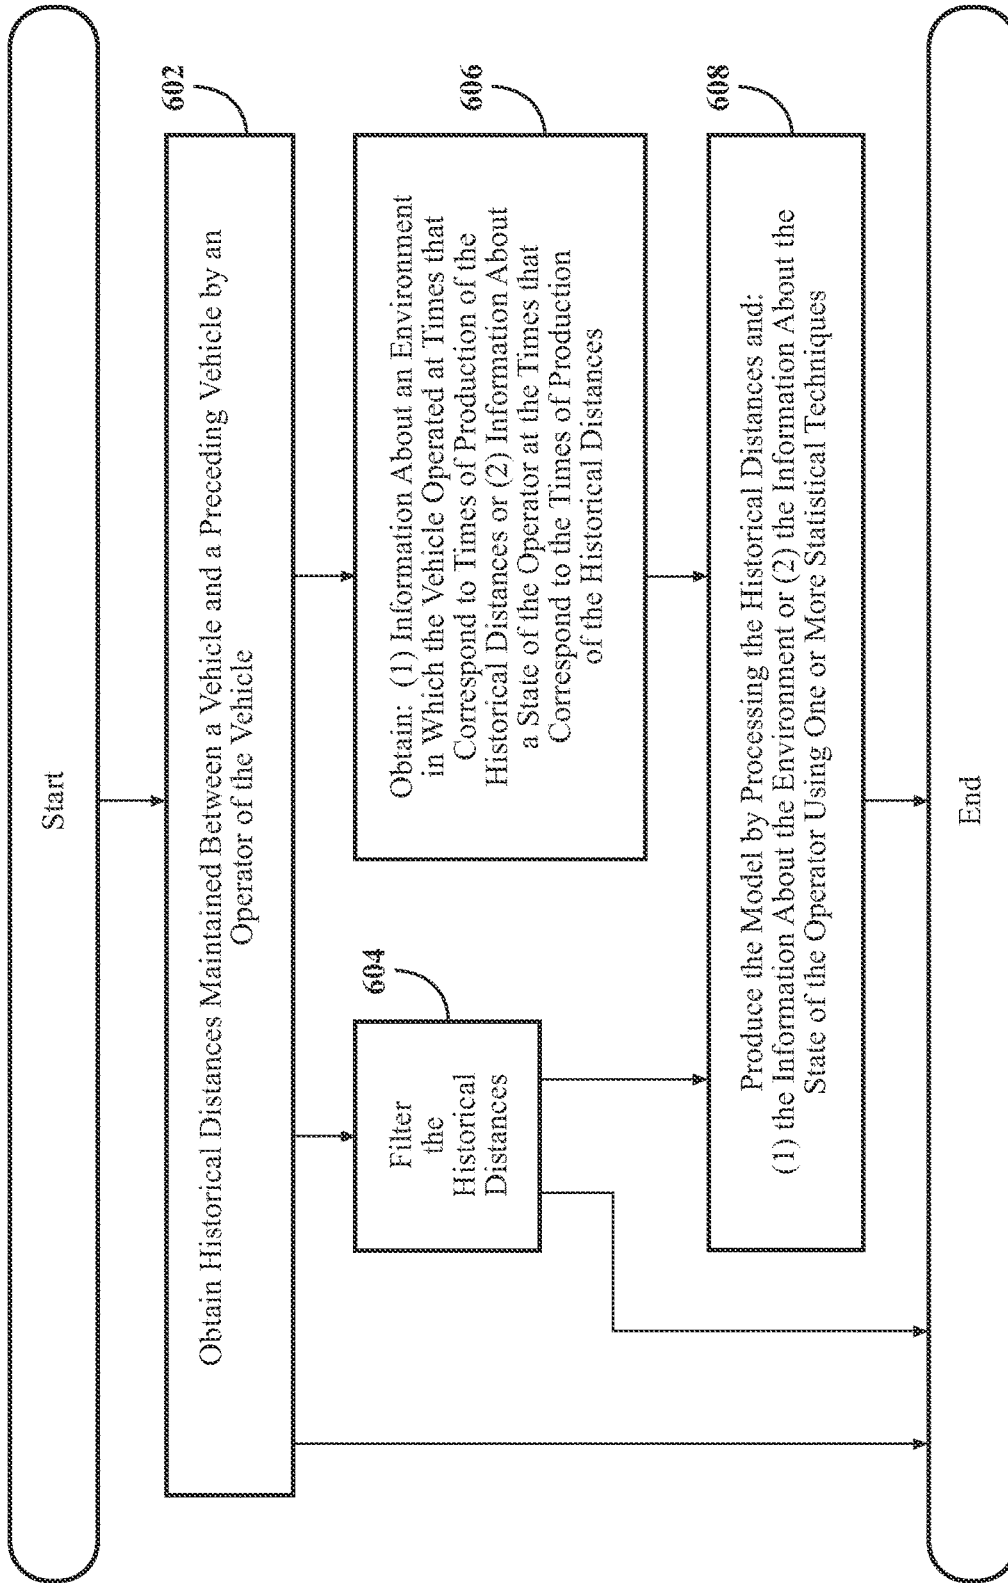 Start
602
Obtain Historical Distances Maintained Between a Vehicle and a Preceding Vehicle by an
Operator of the Vehicle
604
Filter
the
Historical
Distances
606
Obtain: (1) Information About an Environment
in Which the Vehicle Operated at Times that
Correspond to Times of Production of the
Historical Distances or (2) Information About
a State of the Operator at the Times that
Correspond to the Times of Production
of the Historical Distances
608
Produce the Model by Processing the Historical Distances and:
(1) the Information About the Environment or (2) the Information About the
State of the Operator Using One or More Statistical Techniques
End